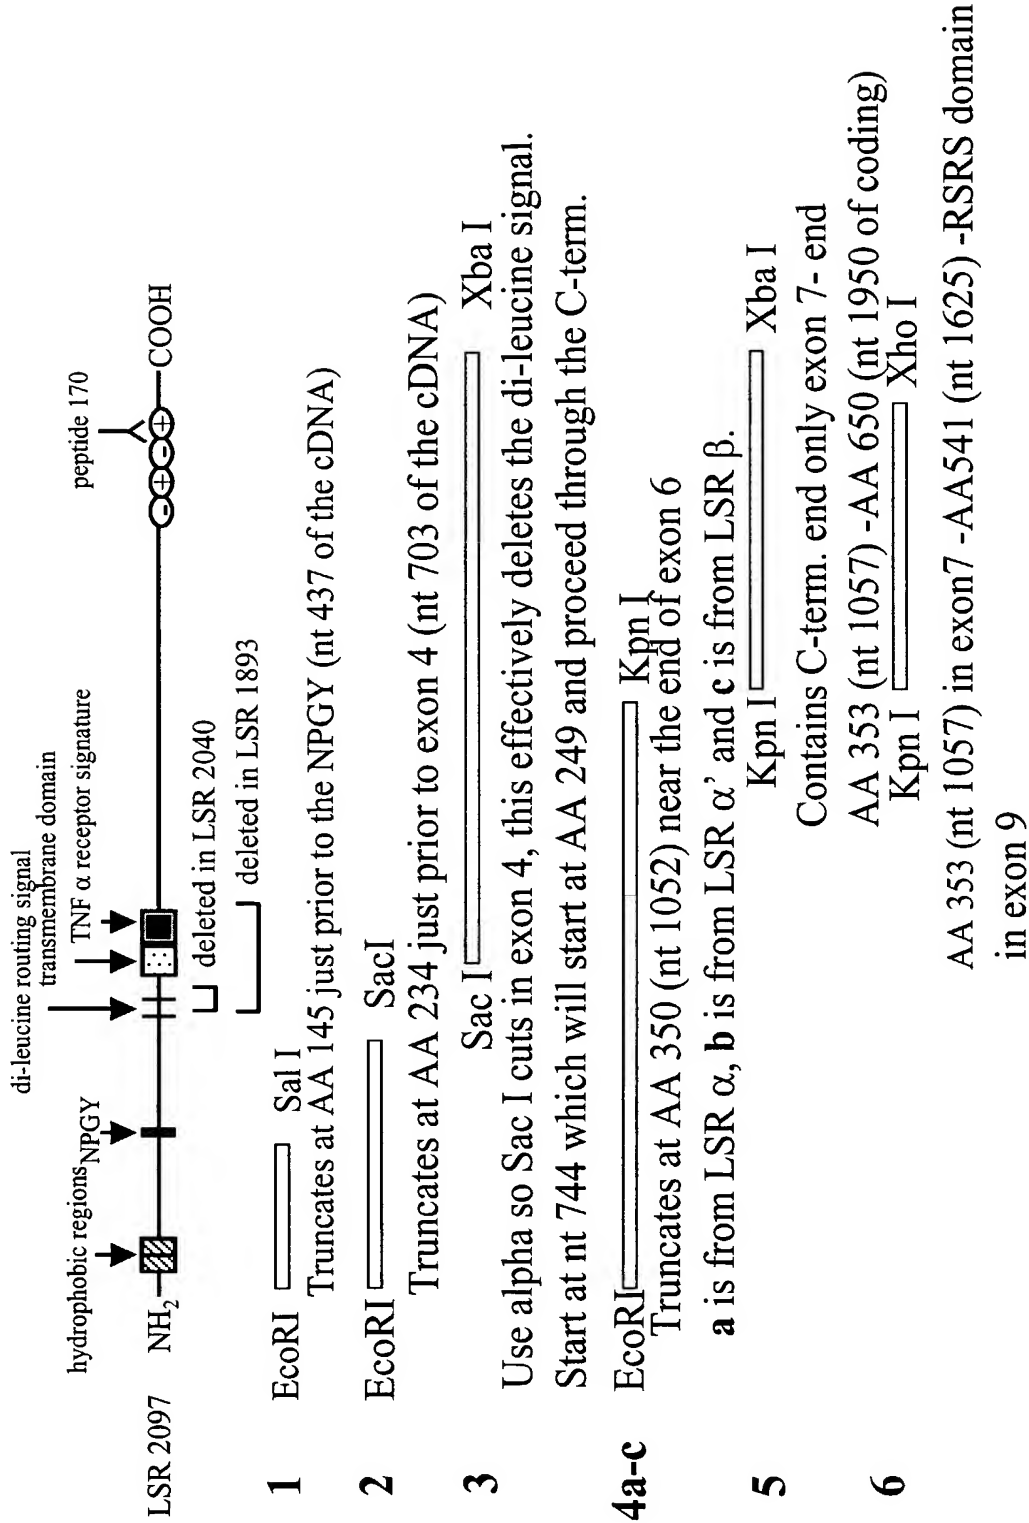 di-leucine routing signal
transmembrane domain
hydrophobic regions
NPGY
TNF α receptor signature
peptide 170
LSR 2097 NH2
- + - +
COOH
deleted in LSR 2040
deleted in LSR 1893
1 EcoRI Sal I
Truncates at AA 145 just prior to the NPGY (nt 437 of the cDNA)
2 EcoRI SacI
Truncates at AA 234 just prior to exon 4 (nt 703 of the cDNA)
3 Sac I Xba I
Use alpha so Sac I cuts in exon 4, this effectively deletes the di-leucine signal.
Start at nt 744 which will start at AA 249 and proceed through the C-term.
4a-c EcoRI Kpn I
Truncates at AA 350 (nt 1052) near the end of exon 6
a is from LSR α, b is from LSR α’ and c is from LSR β.
5 Kpn I Xba I
Contains C-term. end only exon 7- end
AA 353 (nt 1057) -AA 650 (nt 1950 of coding)
6 Kpn I Xho I
AA 353 (nt 1057) in exon7 -AA541 (nt 1625) -RSRS domain
in exon 9